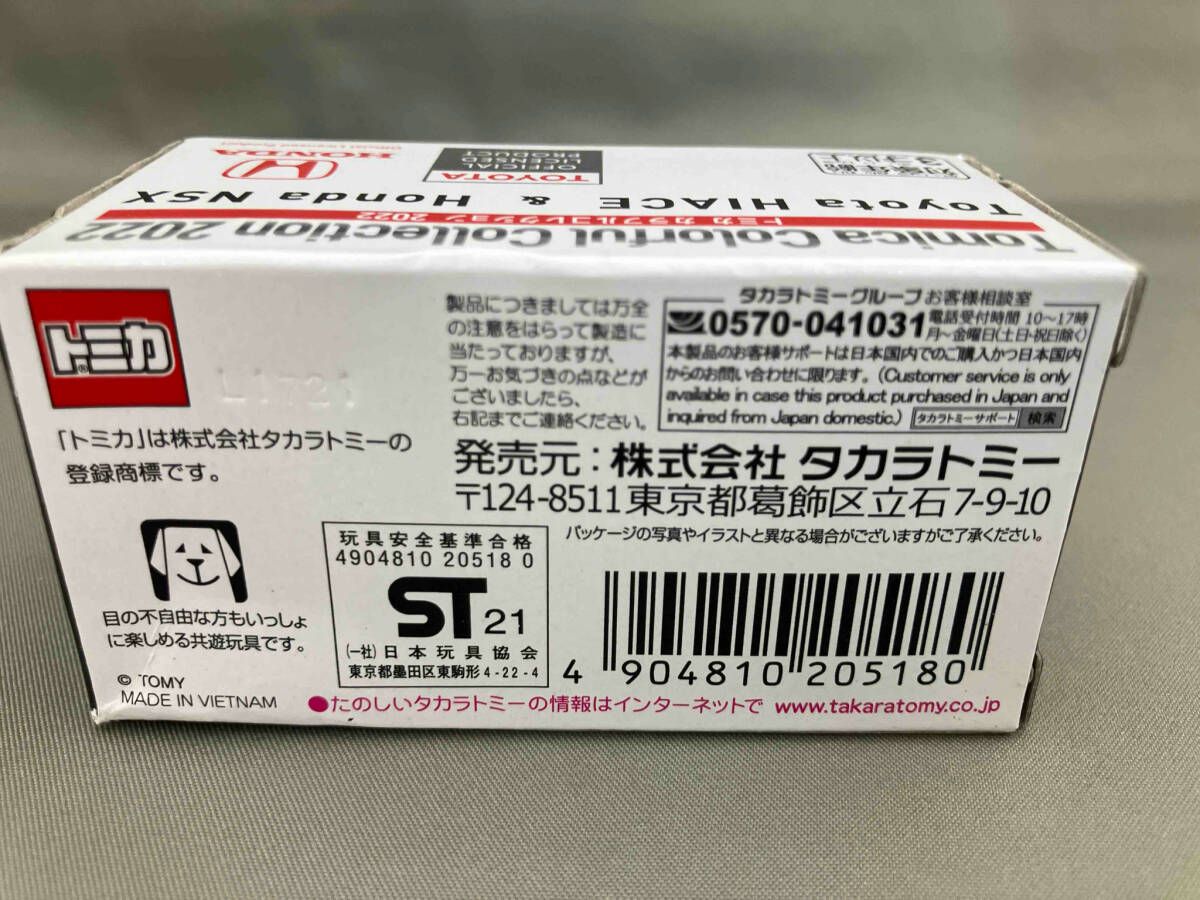 Tomica Colorful Collection 2022
トミカ カラフルコレクション 2022
Toyota HIACE & Honda NSX
HONDA
Official Licensed Product
TOYOTA
OFFICIAL
LICENSED
PRODUCT
対象年齢
3才以上
トミカ®
「トミカ」は株式会社タカラトミーの
登録商標です。
目の不自由な方もいっしょ
に楽しめる共遊玩具です。
© TOMY
MADE IN VIETNAM
製品につきましては万全
の注意をはらって製造に
当たっておりますが、
万一お気づきの点などが
ございましたら、
右記までご連絡ください。
タカラトミーグループお客様相談室
0570-041031
電話受付時間 10〜17時
月〜金曜日(土日・祝日除く)
本製品のお客様サポートは日本国内でのご購入かつ日本国内
からのお問い合わせに限ります。(Customer service is only
available in case this product purchased in Japan and
inquired from Japan domestic.) タカラトミーサポート 検索
発売元:株式会社 タカラトミー
〒124-8511東京都葛飾区立石7-9-10
パッケージの写真やイラストと異なる場合がございますがご了承ください。
玩具安全基準合格
4904810 20518 0
ST 21
(一社)日本玩具協会
東京都墨田区東駒形4-22-4
4 904810 205180
●たのしいタカラトミーの情報はインターネットで www.takaratomy.co.jp